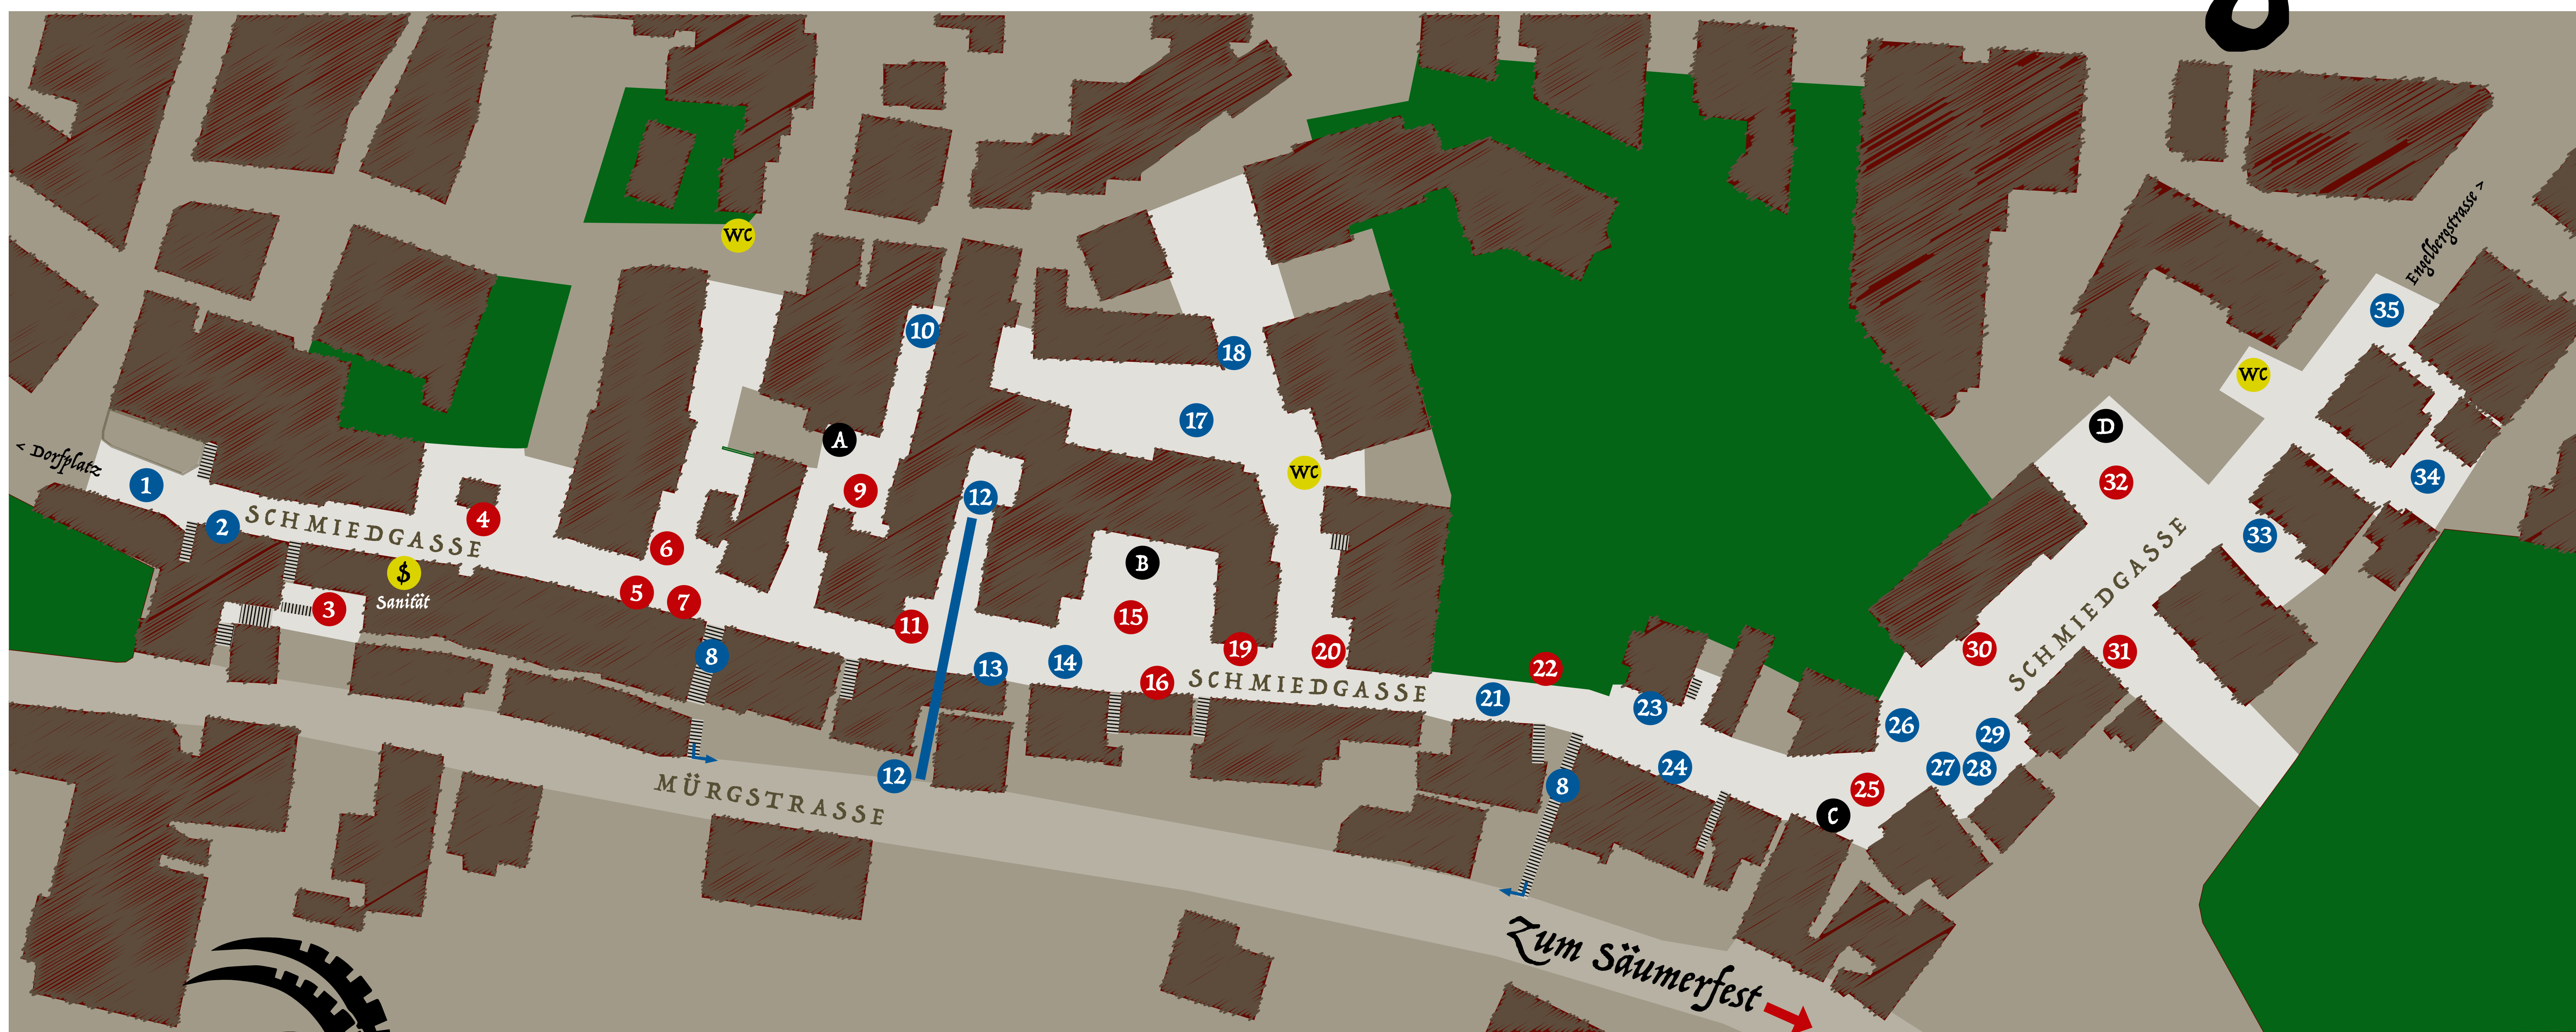 Engelbergstrasse >
WC
10
35
18
WC
17
A
D
< Dorfplatz
1
9
12
WC
32
34
2
SCHMIEDGASSE
4
6
B
33
$
Sanität
3
5
7
15
11
SCHMIEDGASSE
8
13
14
19
20
30
31
16
SCHMIEDGASSE
22
21
23
26
29
12
MÜRGSTRASSE
8
24
27
28
25
C
Zum Säumerfest